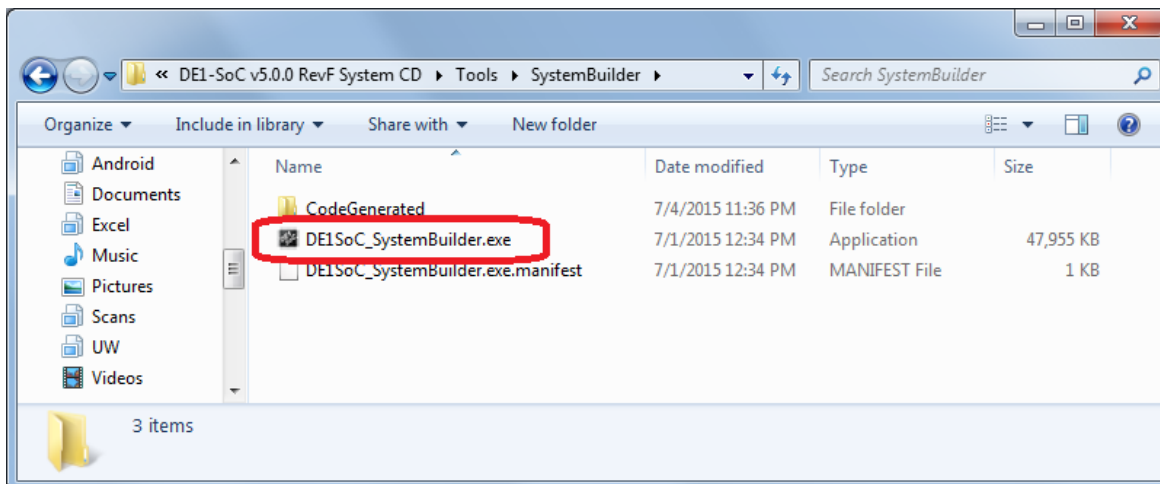 « DE1-SoC v5.0.0 RevF System CD ▸ Tools ▸ SystemBuilder ▸ Search SystemBuilder
Organize Include in library Share with New folder
Name Date modified Type Size
Android
Documents
Excel
Music
Pictures
Scans
UW
Videos
CodeGenerated 7/4/2015 11:36 PM File folder
DE1SoC_SystemBuilder.exe 7/1/2015 12:34 PM Application 47,955 KB
DE1SoC_SystemBuilder.exe.manifest 7/1/2015 12:34 PM MANIFEST File 1 KB
3 items